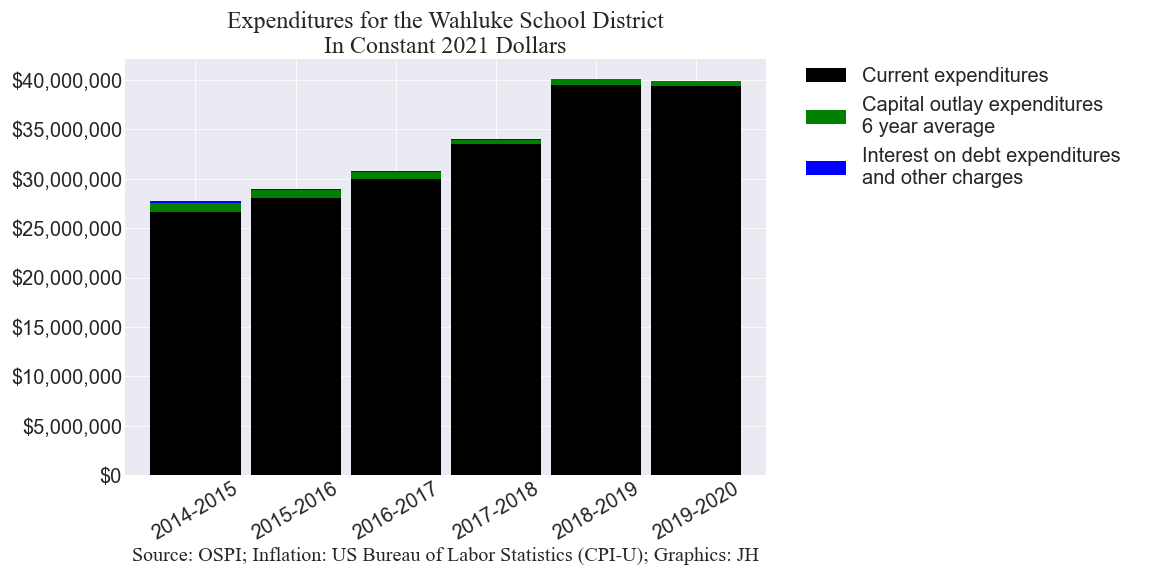 Expenditures for the Wahluke School District
In Constant 2021 Dollars
$40,000,000
$35,000,000
$30,000,000
$25,000,000
$20,000,000
$15,000,000
$10,000,000
$5,000,000
$0
2014-2015
2015-2016
2016-2017
2017-2018
2018-2019
2019-2020
Current expenditures
Capital outlay expenditures
6 year average
Interest on debt expenditures
and other charges
Source: OSPI; Inflation: US Bureau of Labor Statistics (CPI-U); Graphics: JH